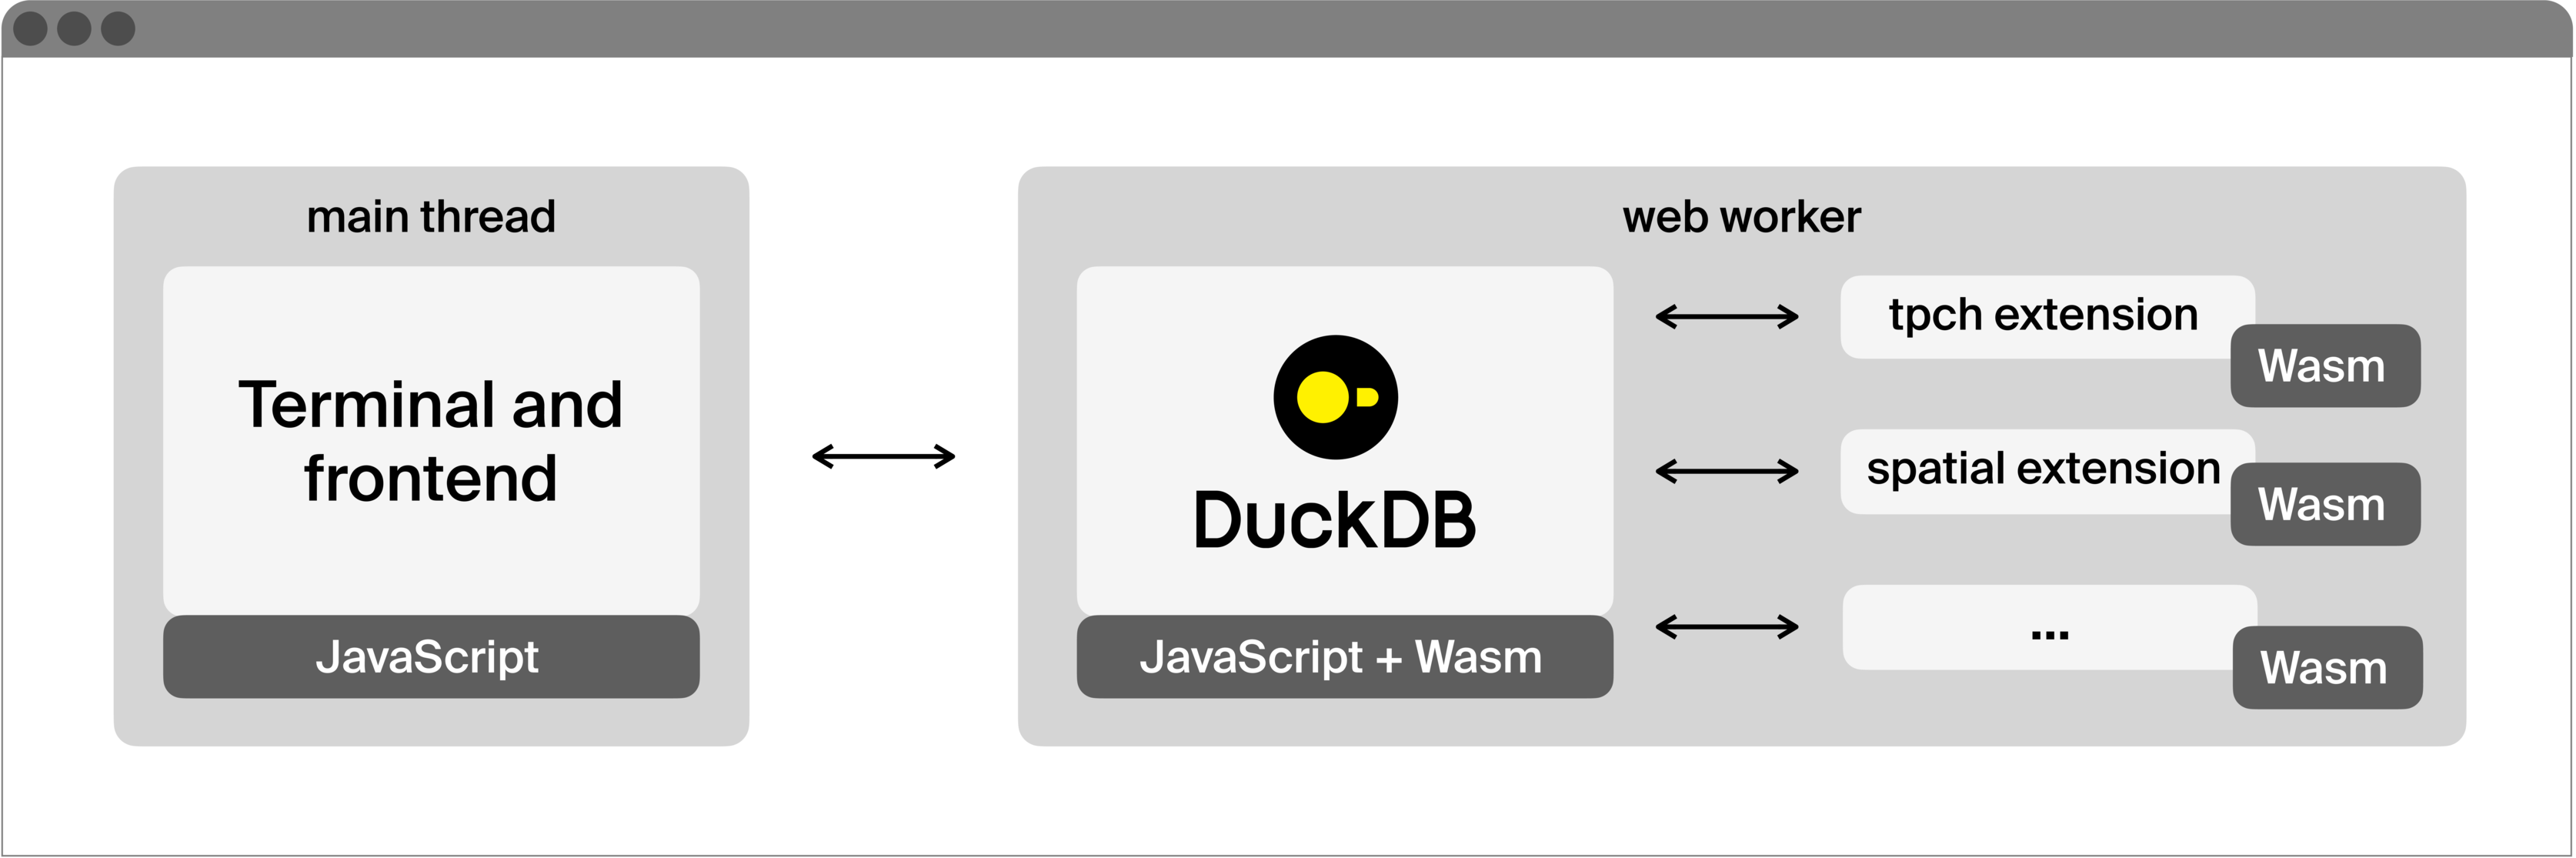 main thread
Terminal and
frontend
JavaScript
web worker
DuckDB
JavaScript + Wasm
tpch extension
Wasm
spatial extension
Wasm
...
Wasm